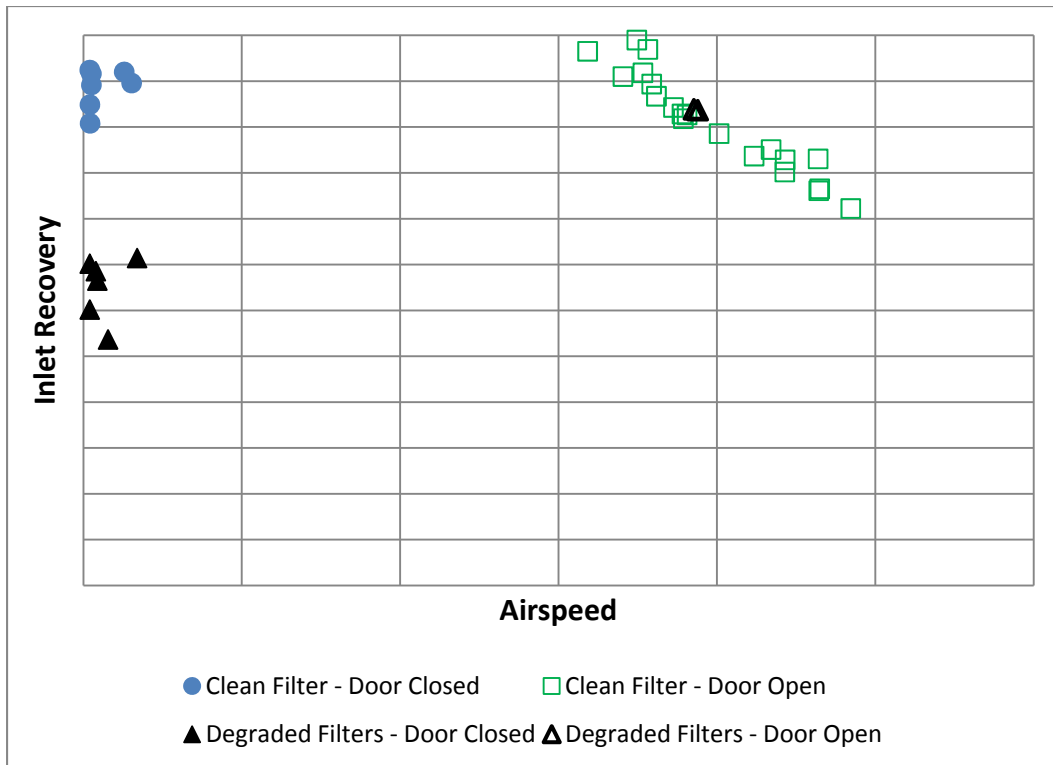 Inlet Recovery
Airspeed
Clean Filter - Door Closed
Clean Filter - Door Open
Degraded Filters - Door Closed
Degraded Filters - Door Open